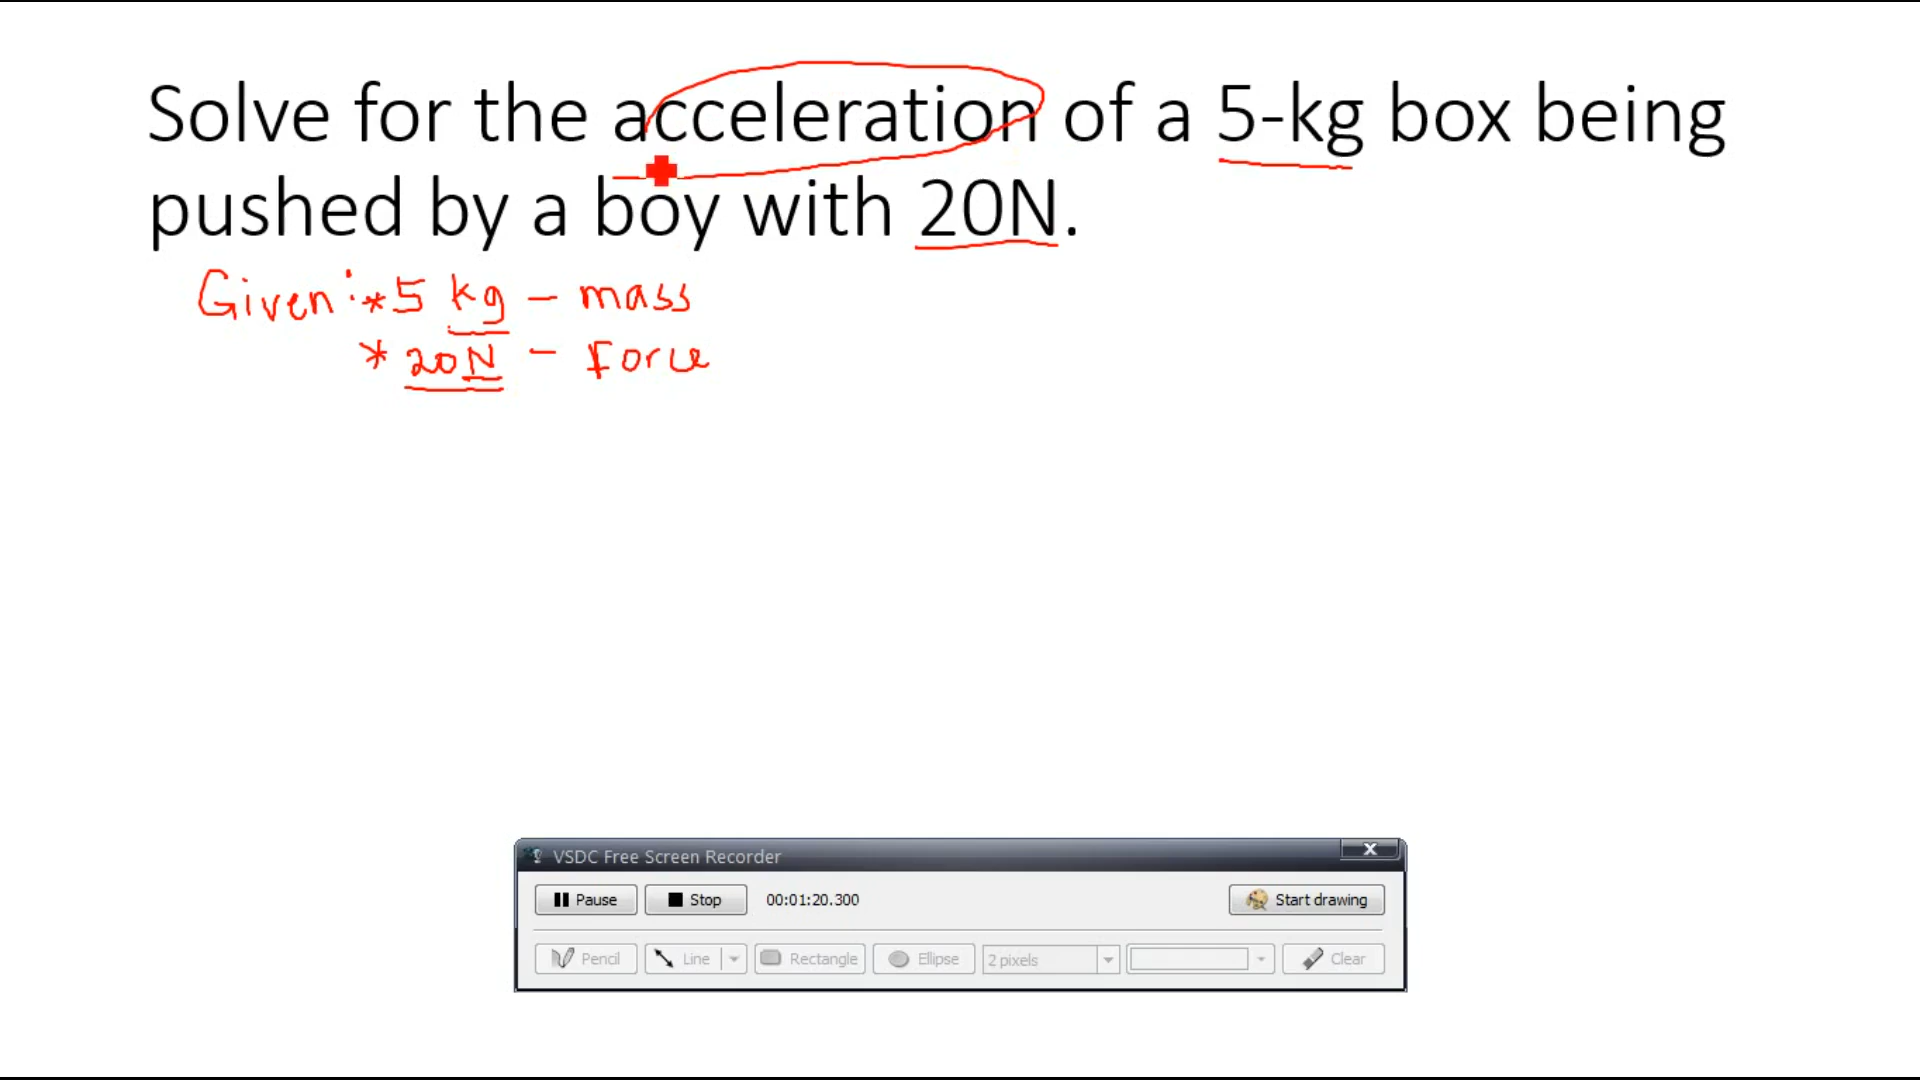 Solve for the acceleration of a 5-kg box being
pushed by a boy with 20N.
Given: * 5 kg - mass
* 20N - Force
VSDC Free Screen Recorder
Pause Stop 00:01:20.300 Start drawing
Pencil Line Rectangle Ellipse 2 pixels Clear